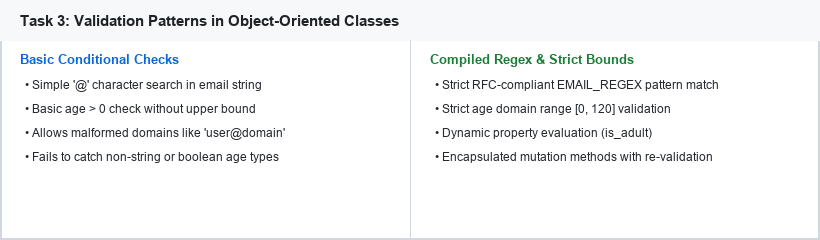 Task 3: Validation Patterns in Object-Oriented Classes
Basic Conditional Checks
• Simple '@' character search in email string
• Basic age > 0 check without upper bound
• Allows malformed domains like 'user@domain'
• Fails to catch non-string or boolean age types
Compiled Regex & Strict Bounds
• Strict RFC-compliant EMAIL_REGEX pattern match
• Strict age domain range [0, 120] validation
• Dynamic property evaluation (is_adult)
• Encapsulated mutation methods with re-validation